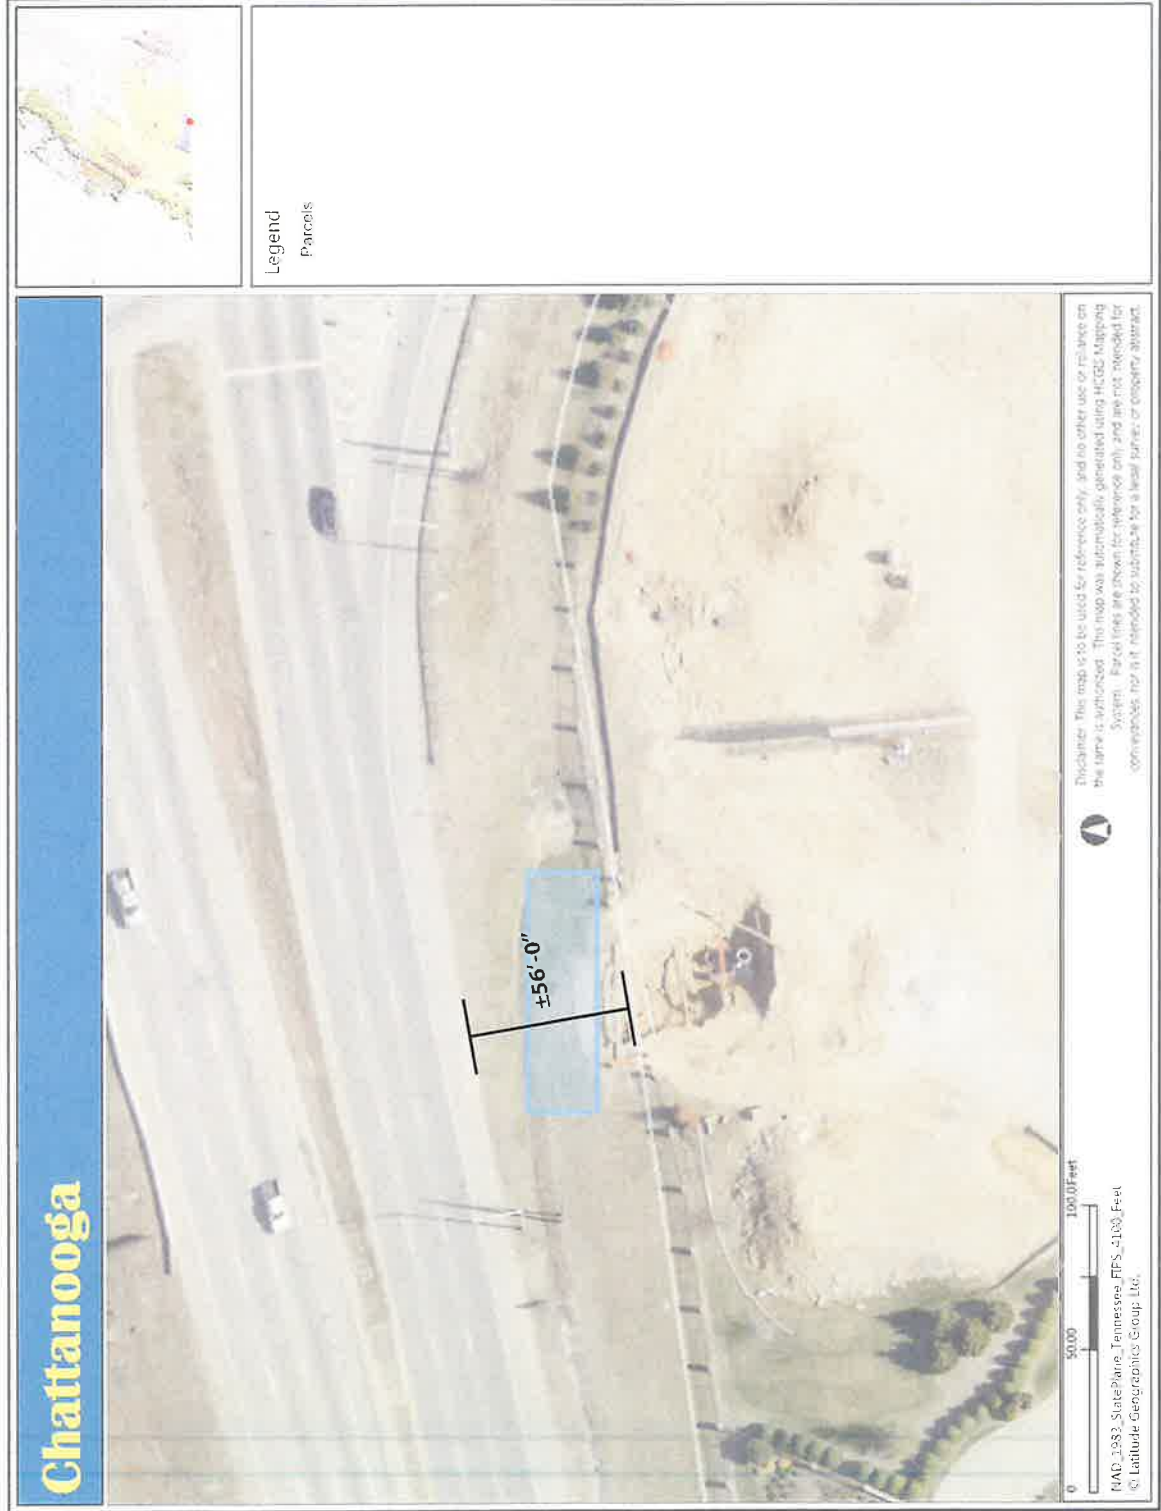 Chattanooga
Legend
Parcels
±56'-0"
0
50.00
100.0 Feet
NAD_1983_StatePlane_Tennessee_FIPS_4100_Feet
© Latitude Geographics Group Ltd.
Disclaimer: This map is to be used for reference only, and no other use or reliance on
the same is authorized. This map was automatically generated using HCGIS Mapping
System. Parcel lines are shown for reference only and are not intended for
conveyances, nor is it intended to substitute for a legal survey or property abstract.